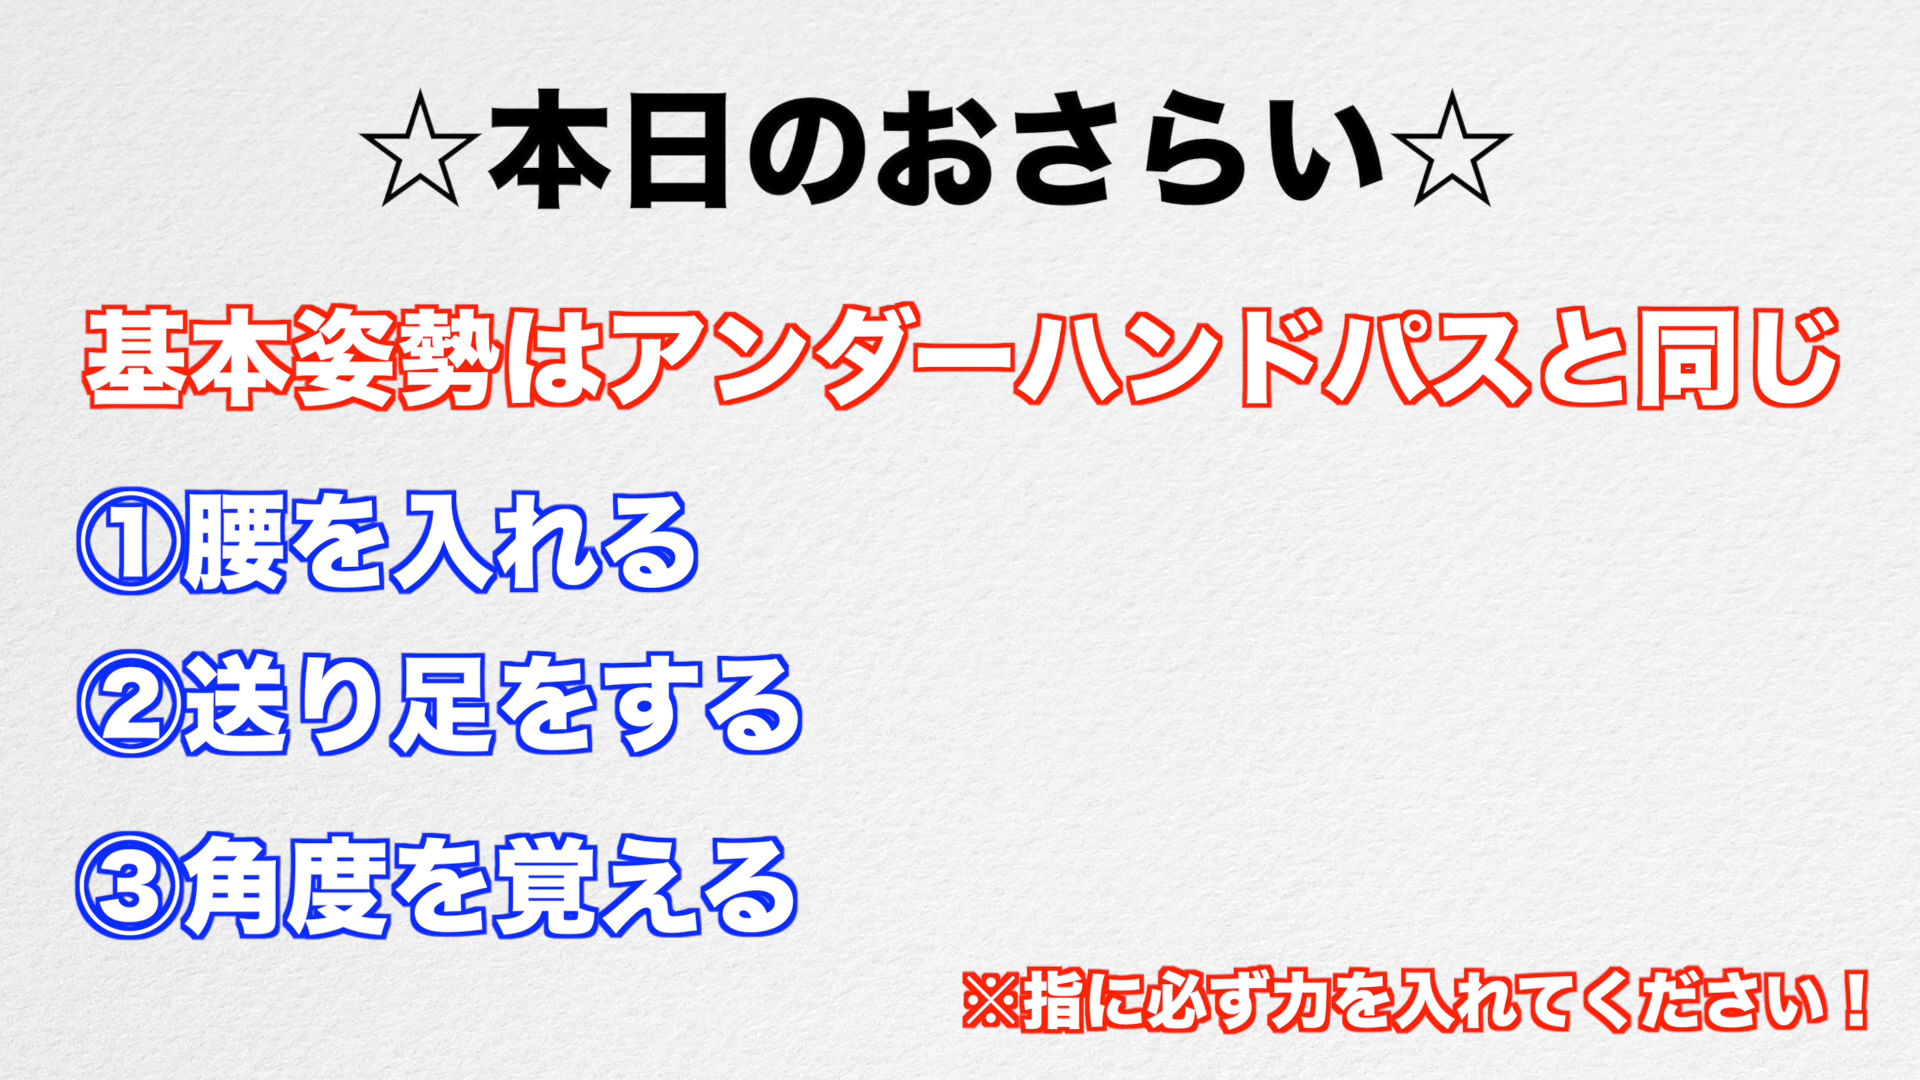 ☆本日のおさらい☆
基本姿勢はアンダーハンドパスと同じ
①腰を入れる
②送り足をする
③角度を覚える
※指に必ず力を入れてください！